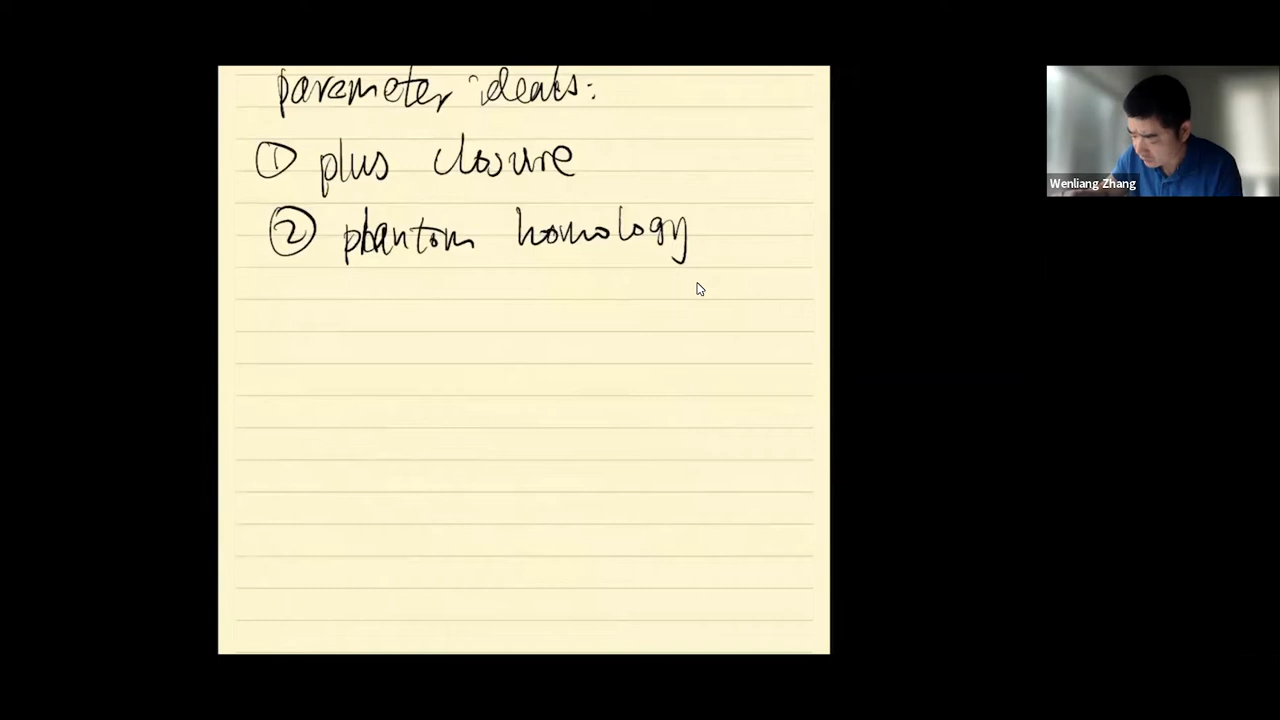 parameter ideals:
① plus closure
② phantom homology
Wenliang Zhang